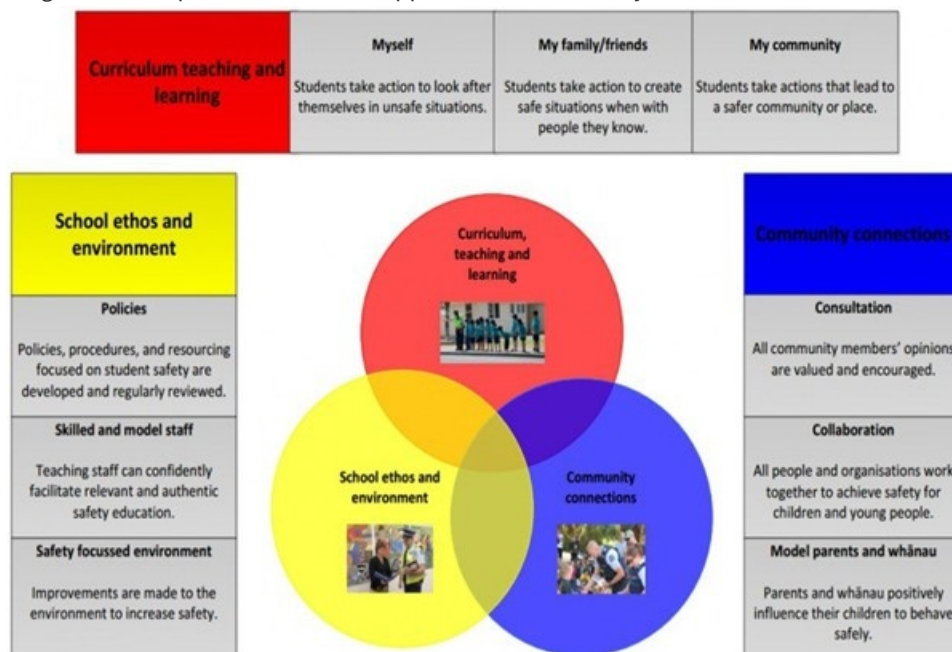 Curriculum teaching and
learning
Myself
Students take action to look after
themselves in unsafe situations.
My family/friends
Students take action to create
safe situations when with
people they know.
My community
Students take actions that lead to
a safer community or place.
School ethos and
environment
Policies
Policies, procedures, and resourcing
focused on student safety are
developed and regularly reviewed.
Skilled and model staff
Teaching staff can confidently
facilitate relevant and authentic
safety education.
Safety focussed environment
Improvements are made to the
environment to increase safety.
Curriculum,
teaching and
learning
School ethos and
environment
Community
connections
Community connections
Consultation
All community members' opinions
are valued and encouraged.
Collaboration
All people and organisations work
together to achieve safety for
children and young people.
Model parents and whānau
Parents and whānau positively
influence their children to behave
safely.